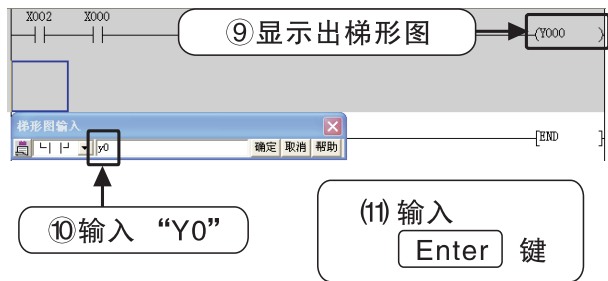 X002 X000
⑨显示出梯形图
(Y000 )
梯形图输入
y0 确定 取消 帮助
[END ]
⑩输入 “Y0”
⑾ 输入
Enter 键